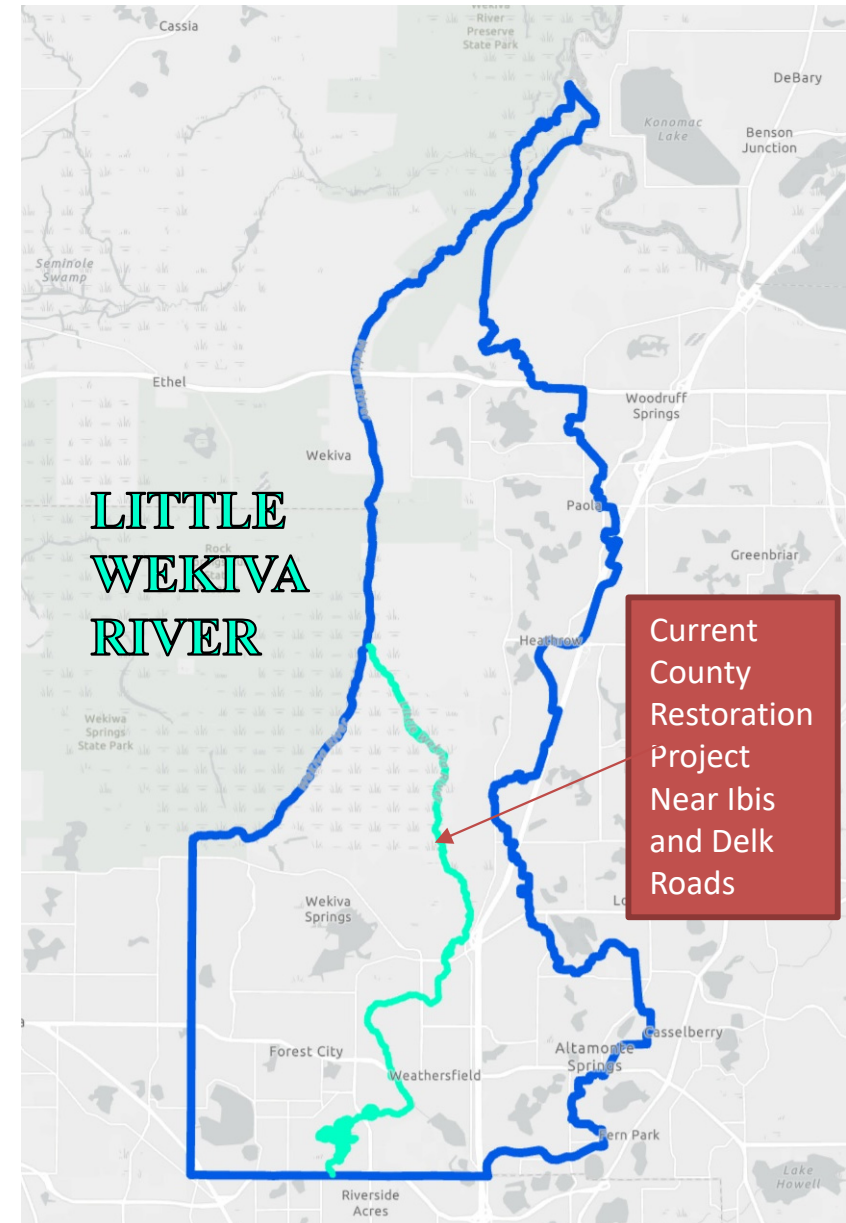 Wekiva
River
Preserve
State Park
Cassia
DeBary
Konomac
Lake
Benson
Junction
Seminole
Swamp
Ethel
Woodruff
Springs
Wekiva
LITTLE
WEKIVA
RIVER
Rock
Paola
Greenbriar
Heathrow
Current
County
Restoration
Project
Near Ibis
and Delk
Roads
Wekiwa
Springs
State Park
Wekiva
Springs
Forest City
Weathersfield
Altamonte
Springs
Casselberry
Fern Park
Riverside
Acres
Lake
Howell